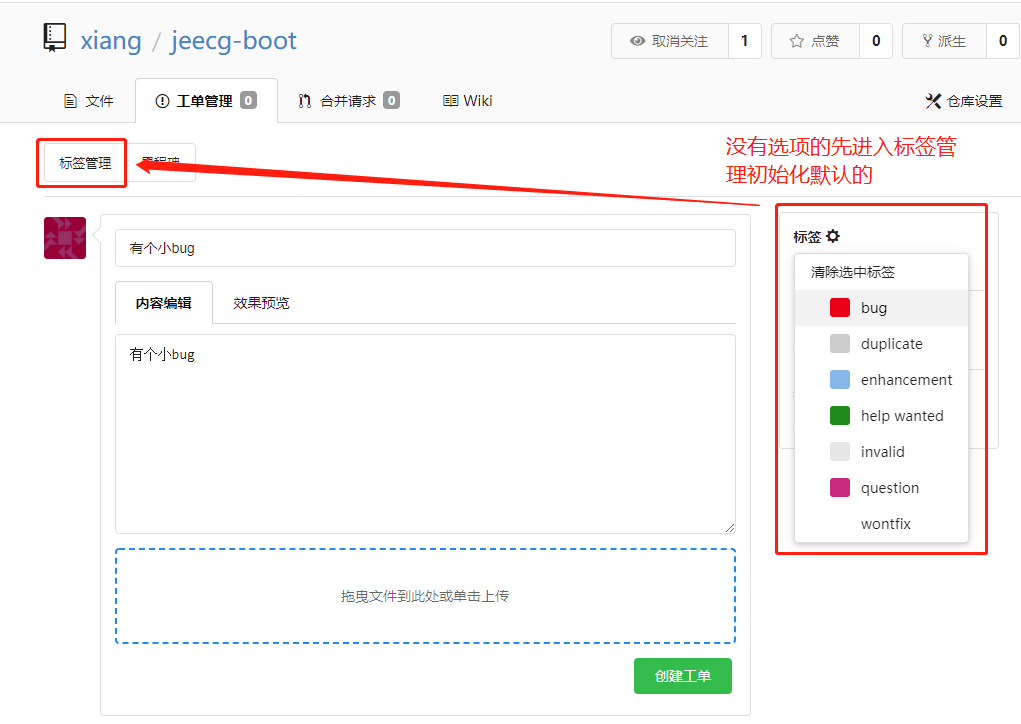 xiang / jeecg-boot
取消关注 1 点赞 0 派生 0
文件 工单管理 0 合并请求 0 Wiki 仓库设置
标签管理
没有选项的先进入标签管
理初始化默认的
有个小bug
内容编辑 效果预览
有个小bug
拖曳文件到此处或单击上传
创建工单
标签
清除选中标签
bug
duplicate
enhancement
help wanted
invalid
question
wontfix